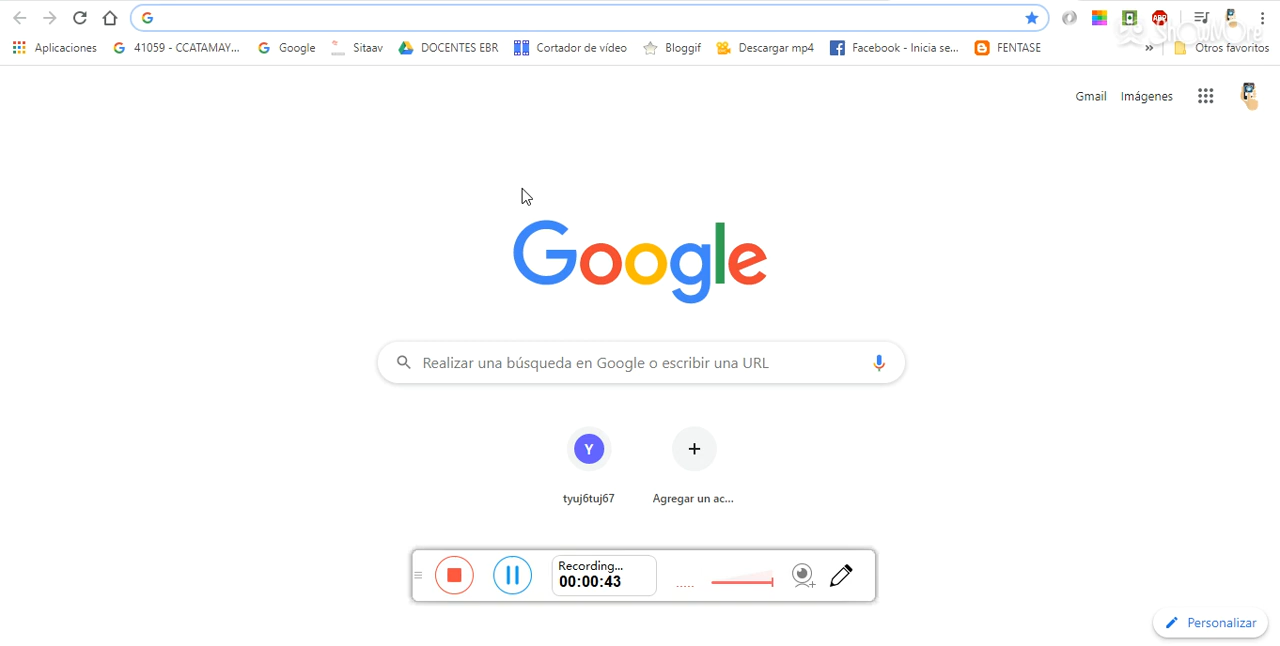 G
ABP
ShowMore
Aplicaciones G 41059 - CCATAMAY... G Google Sitaav DOCENTES EBR Cortador de vídeo Bloggif Descargar mp4 Facebook - Inicia se... FENTASE » Otros favoritos
Gmail Imágenes
Google
Realizar una búsqueda en Google o escribir una URL
Y
tyuj6tuj67 Agregar un ac...
Recording...
00:00:43
Personalizar